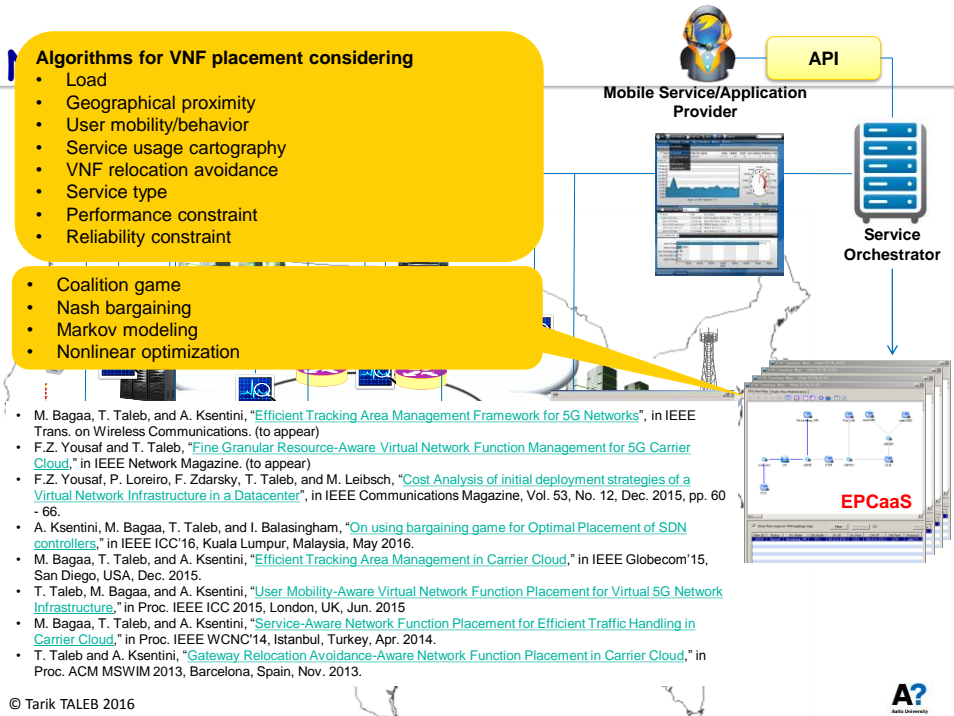 Algorithms for VNF placement considering
• Load
• Geographical proximity
• User mobility/behavior
• Service usage cartography
• VNF relocation avoidance
• Service type
• Performance constraint
• Reliability constraint
• Coalition game
• Nash bargaining
• Markov modeling
• Nonlinear optimization
API
Mobile Service/Application
Provider
Service
Orchestrator
EPCaaS
• M. Bagaa, T. Taleb, and A. Ksentini, “Efficient Tracking Area Management Framework for 5G Networks”, in IEEE
Trans. on Wireless Communications. (to appear)
• F.Z. Yousaf and T. Taleb, “Fine Granular Resource-Aware Virtual Network Function Management for 5G Carrier
Cloud,” in IEEE Network Magazine. (to appear)
• F.Z. Yousaf, P. Loreiro, F. Zdarsky, T. Taleb, and M. Leibsch, “Cost Analysis of initial deployment strategies of a
Virtual Network Infrastructure in a Datacenter”, in IEEE Communications Magazine, Vol. 53, No. 12, Dec. 2015, pp. 60
- 66.
• A. Ksentini, M. Bagaa, T. Taleb, and I. Balasingham, “On using bargaining game for Optimal Placement of SDN
controllers,” in IEEE ICC’16, Kuala Lumpur, Malaysia, May 2016.
• M. Bagaa, T. Taleb, and A. Ksentini, “Efficient Tracking Area Management in Carrier Cloud,” in IEEE Globecom’15,
San Diego, USA, Dec. 2015.
• T. Taleb, M. Bagaa, and A. Ksentini, “User Mobility-Aware Virtual Network Function Placement for Virtual 5G Network
Infrastructure,” in Proc. IEEE ICC 2015, London, UK, Jun. 2015
• M. Bagaa, T. Taleb, and A. Ksentini, “Service-Aware Network Function Placement for Efficient Traffic Handling in
Carrier Cloud,” in Proc. IEEE WCNC'14, Istanbul, Turkey, Apr. 2014.
• T. Taleb and A. Ksentini, “Gateway Relocation Avoidance-Aware Network Function Placement in Carrier Cloud,” in
Proc. ACM MSWIM 2013, Barcelona, Spain, Nov. 2013.
© Tarik TALEB 2016
A?
Aalto University